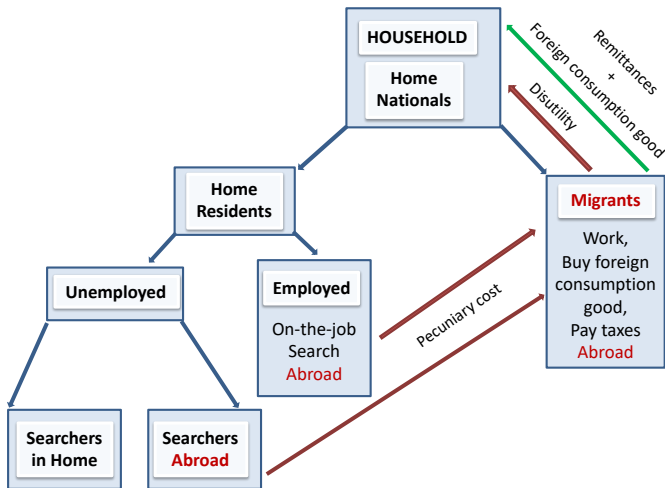 HOUSEHOLD
Home
Nationals
Remittances
+
Foreign consumption good
Disutility
Home
Residents
Migrants
Work,
Buy foreign
consumption
good,
Pay taxes
Abroad
Unemployed
Employed
On-the-job
Search
Abroad
Pecuniary cost
Searchers
in Home
Searchers
Abroad